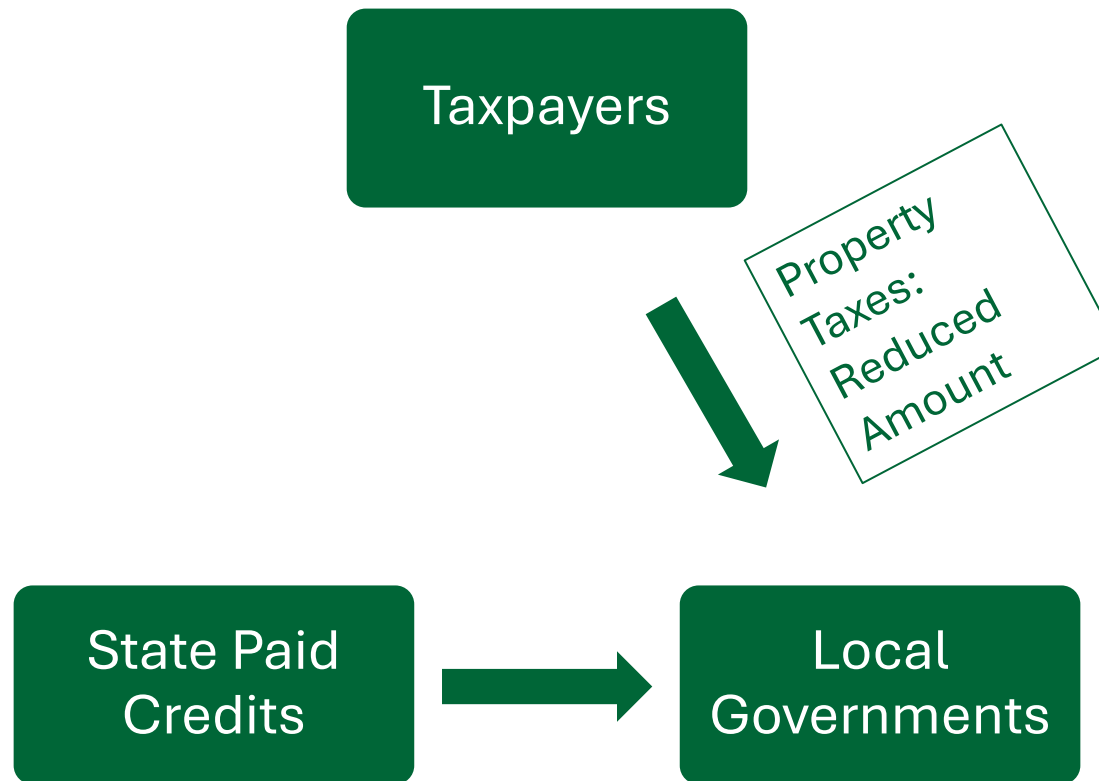 Taxpayers
Property
Taxes:
Reduced
Amount
State Paid
Credits
Local
Governments